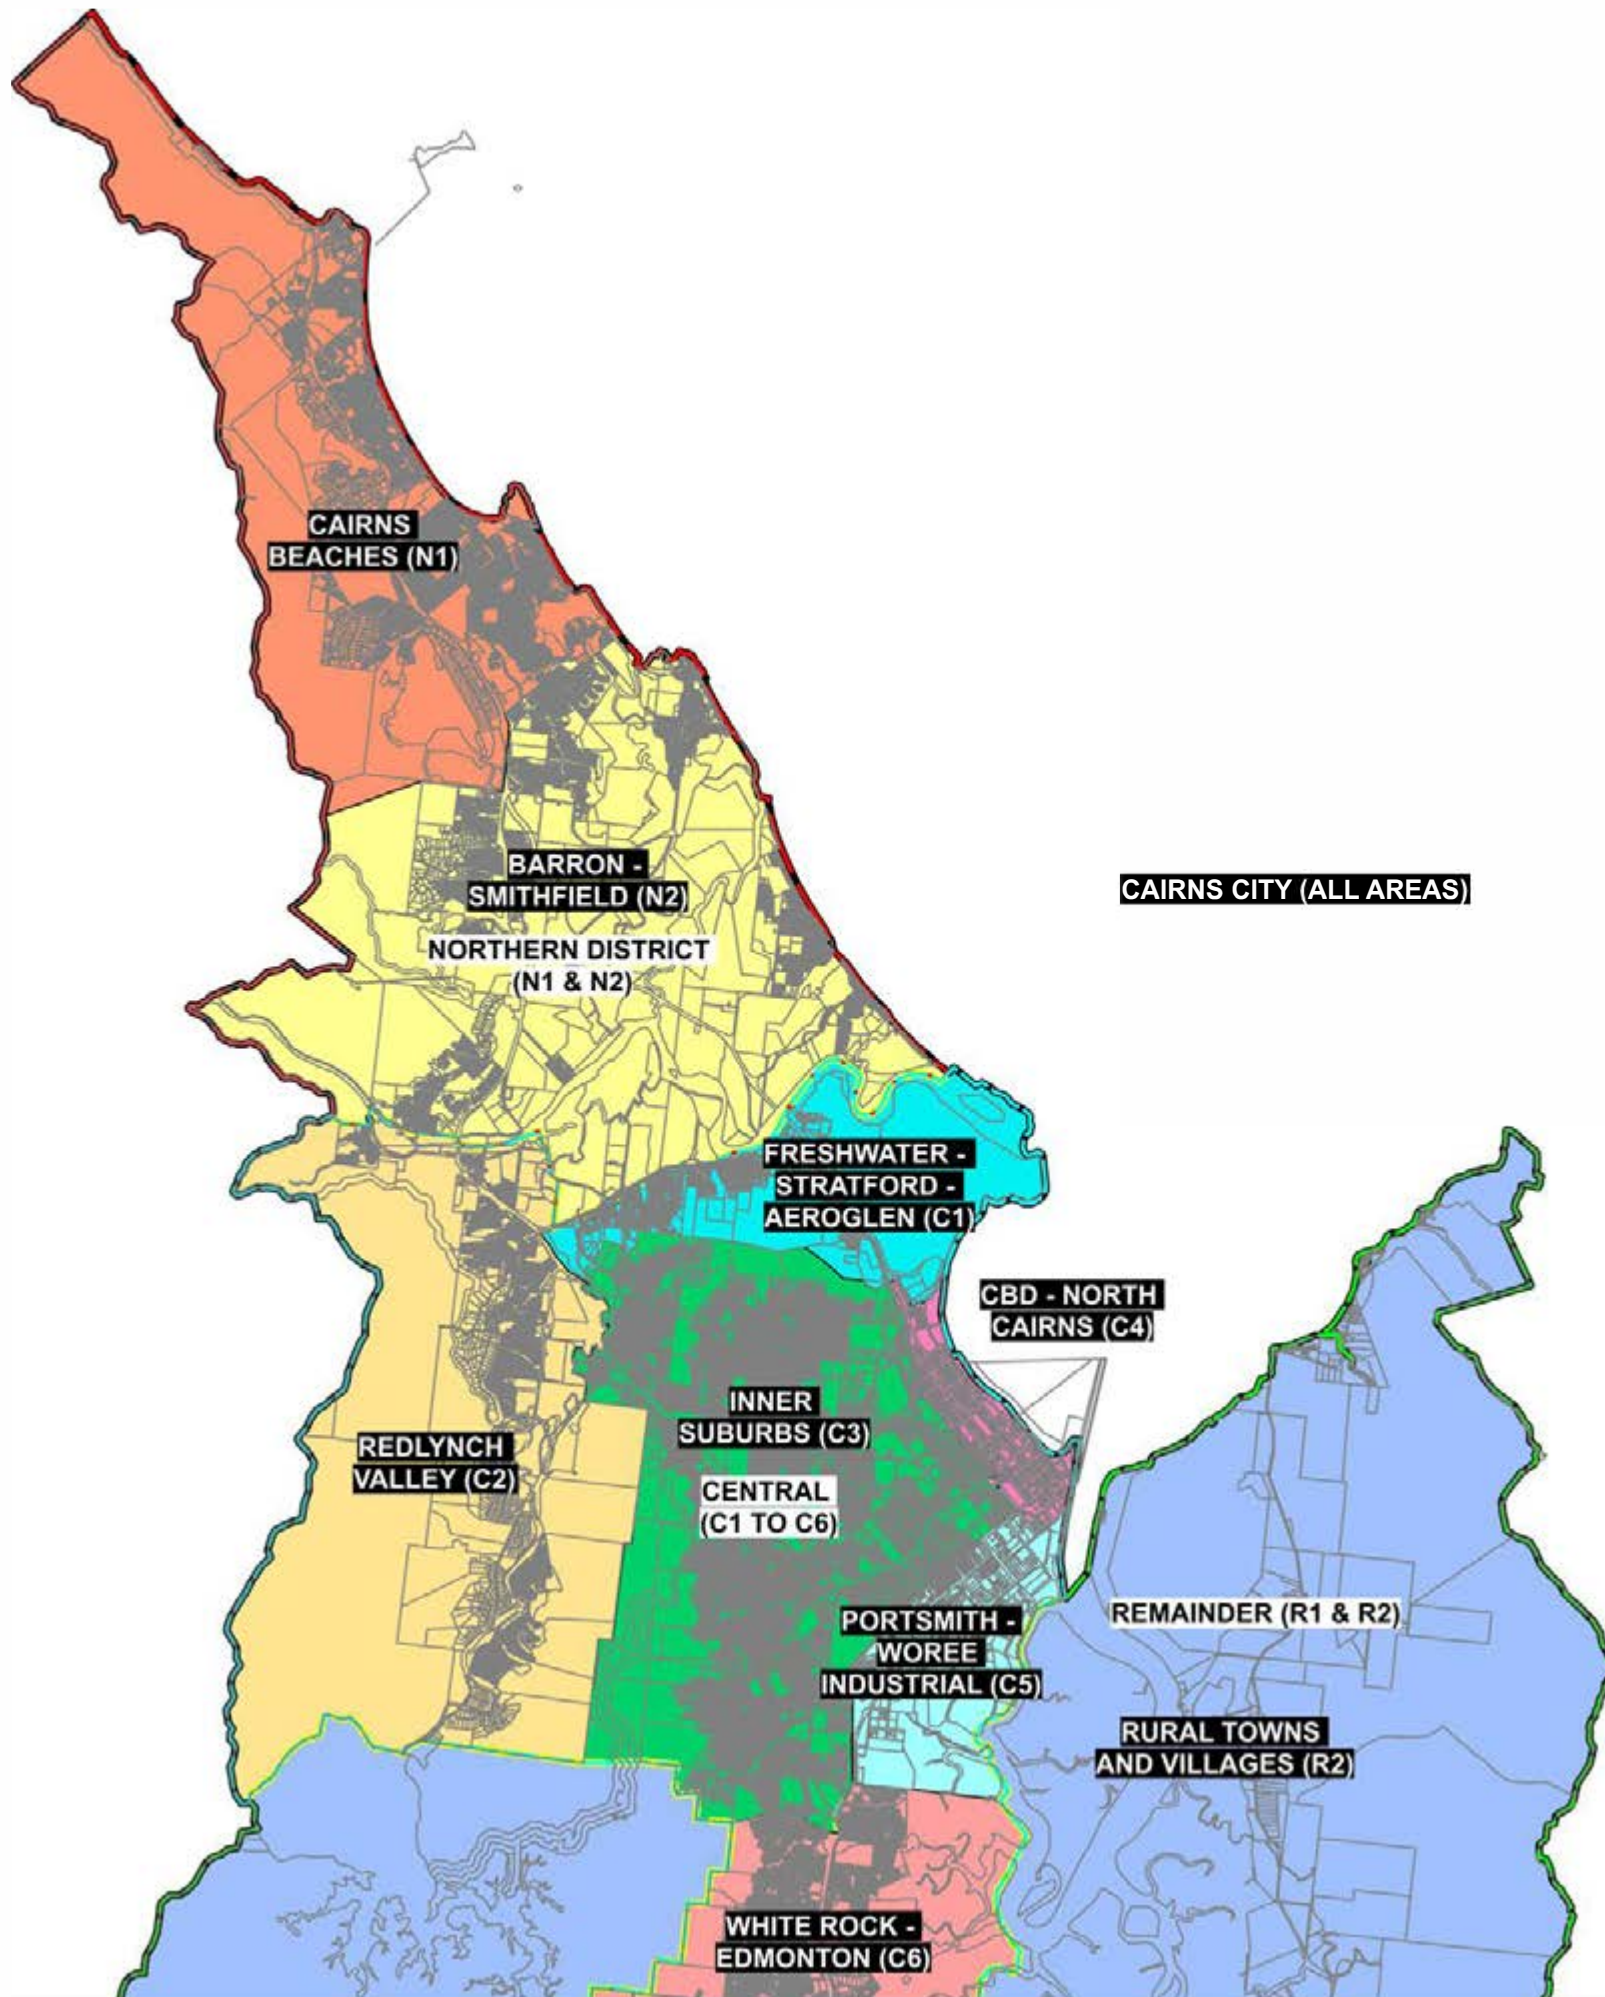 CAIRNS
BEACHES (N1)
BARRON -
SMITHFIELD (N2)
CAIRNS CITY (ALL AREAS)
NORTHERN DISTRICT
(N1 & N2)
FRESHWATER -
STRATFORD -
AEROGLEN (C1)
CBD - NORTH
CAIRNS (C4)
INNER
SUBURBS (C3)
REDLYNCH
VALLEY (C2)
CENTRAL
(C1 TO C6)
PORTSMITH -
WOREE
INDUSTRIAL (C5)
REMAINDER (R1 & R2)
RURAL TOWNS
AND VILLAGES (R2)
WHITE ROCK -
EDMONTON (C6)